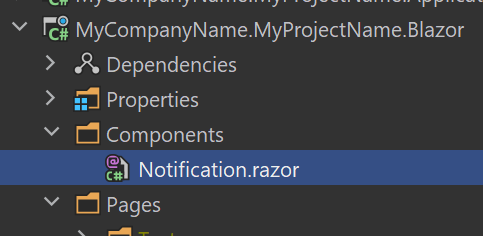 MyCompanyName.MyProjectName.Blazor
Dependencies
Properties
Components
Notification.razor
Pages